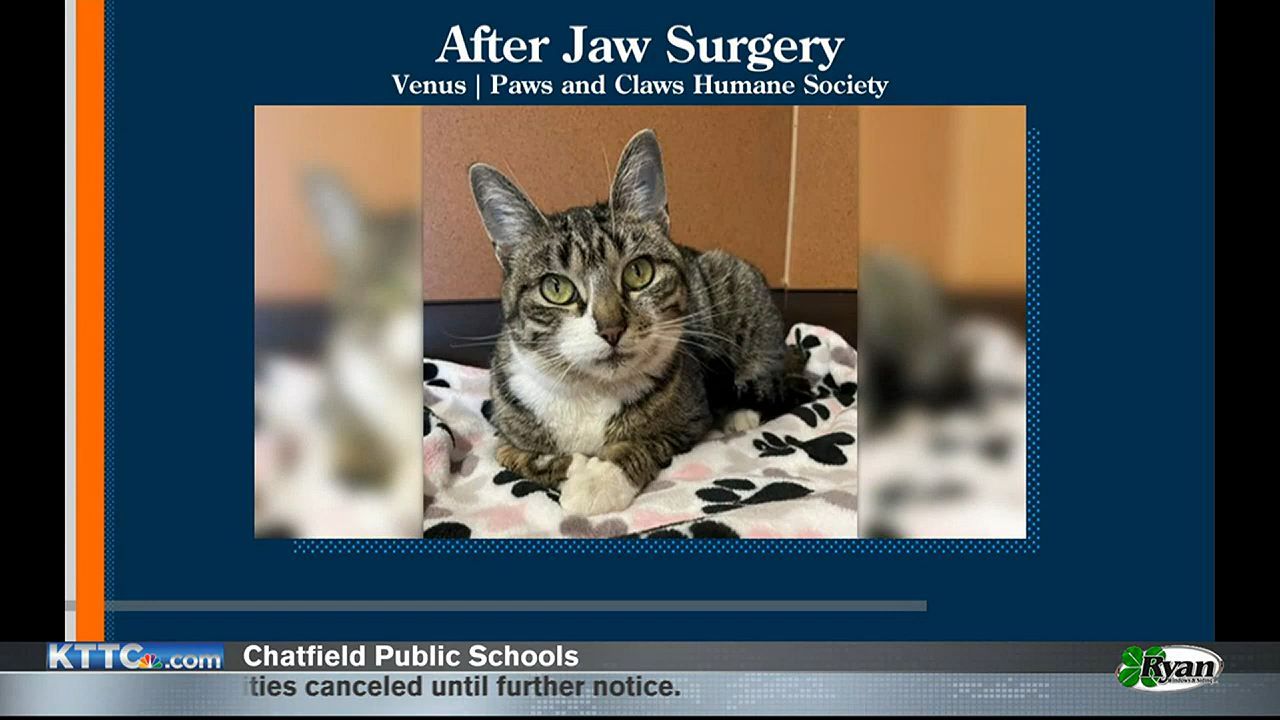 After Jaw Surgery
Venus | Paws and Claws Humane Society
KTTC.com
Chatfield Public Schools
ties canceled until further notice.
Ryan